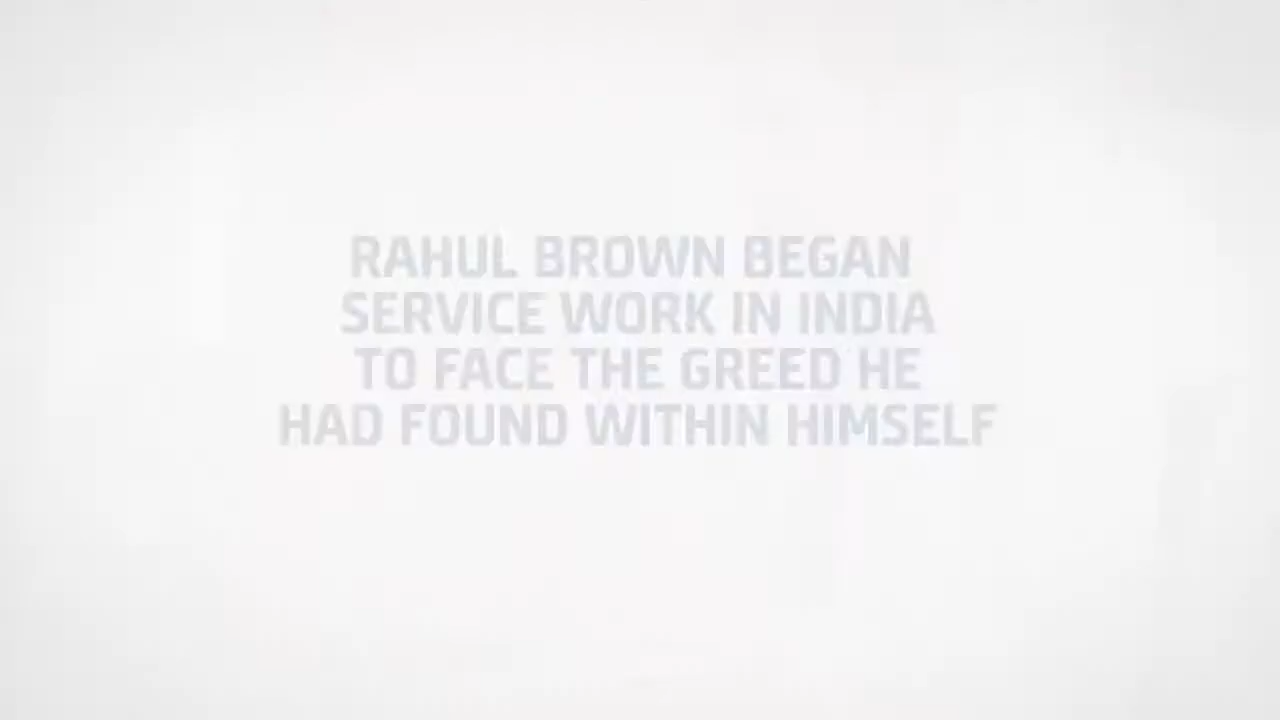 RAHUL BROWN BEGAN
SERVICE WORK IN INDIA
TO FACE THE GREED HE
HAD FOUND WITHIN HIMSELF